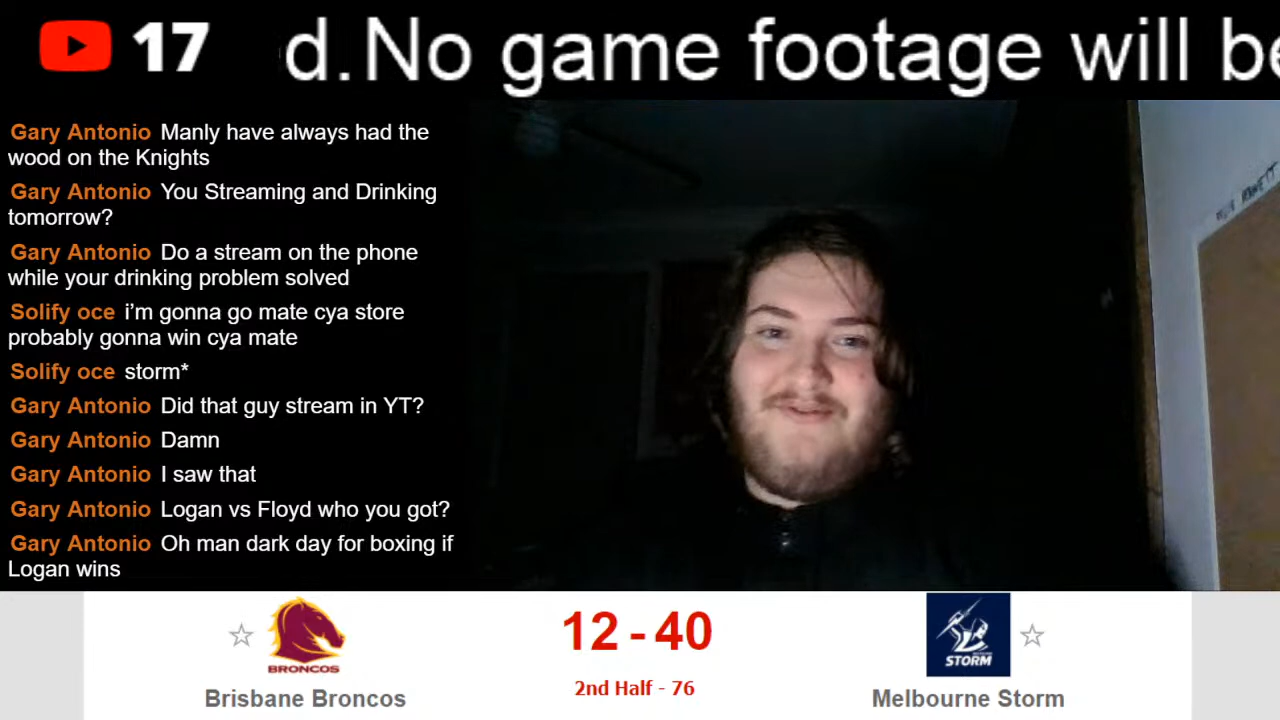 17
d.No game footage will be
Gary Antonio Manly have always had the
wood on the Knights
Gary Antonio You Streaming and Drinking
tomorrow?
Gary Antonio Do a stream on the phone
while your drinking problem solved
Solify oce i'm gonna go mate cya store
probably gonna win cya mate
Solify oce storm*
Gary Antonio Did that guy stream in YT?
Gary Antonio Damn
Gary Antonio I saw that
Gary Antonio Logan vs Floyd who you got?
Gary Antonio Oh man dark day for boxing if
Logan wins
BRONCOS
Brisbane Broncos
12 - 40
2nd Half - 76
STORM
Melbourne Storm